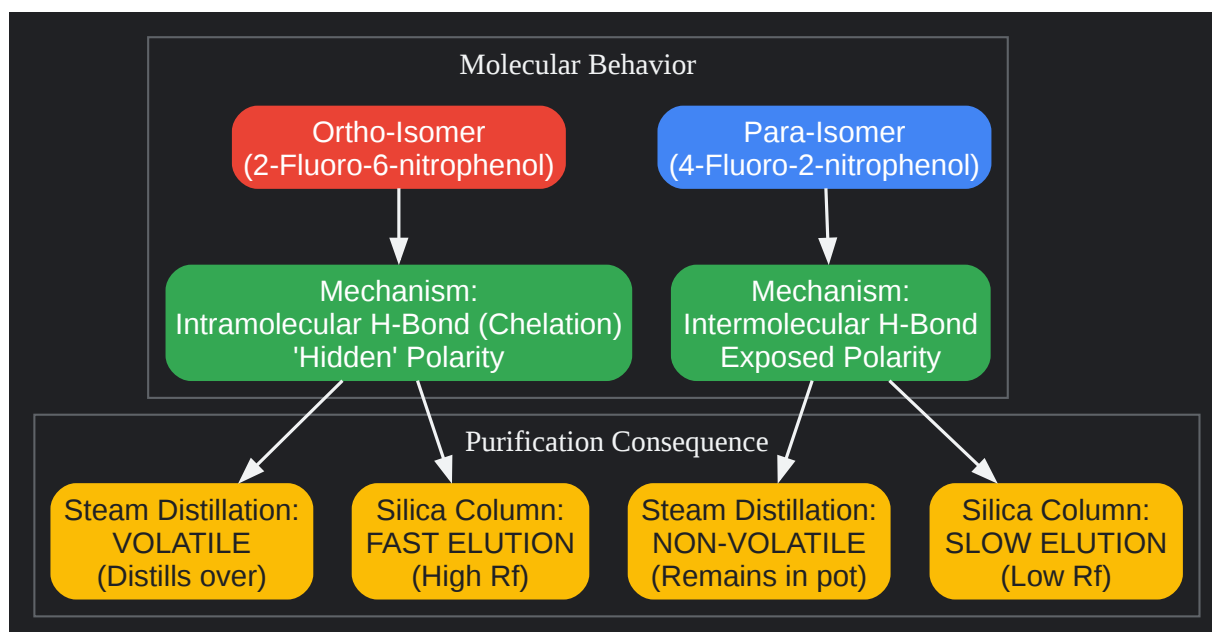 Molecular Behavior
Ortho-Isomer
(2-Fluoro-6-nitrophenol)
Para-Isomer
(4-Fluoro-2-nitrophenol)
Mechanism:
Intramolecular H-Bond (Chelation)
'Hidden' Polarity
Mechanism:
Intermolecular H-Bond
Exposed Polarity
Purification Consequence
Steam Distillation:
VOLATILE
(Distills over)
Silica Column:
FAST ELUTION
(High Rf)
Steam Distillation:
NON-VOLATILE
(Remains in pot)
Silica Column:
SLOW ELUTION
(Low Rf)